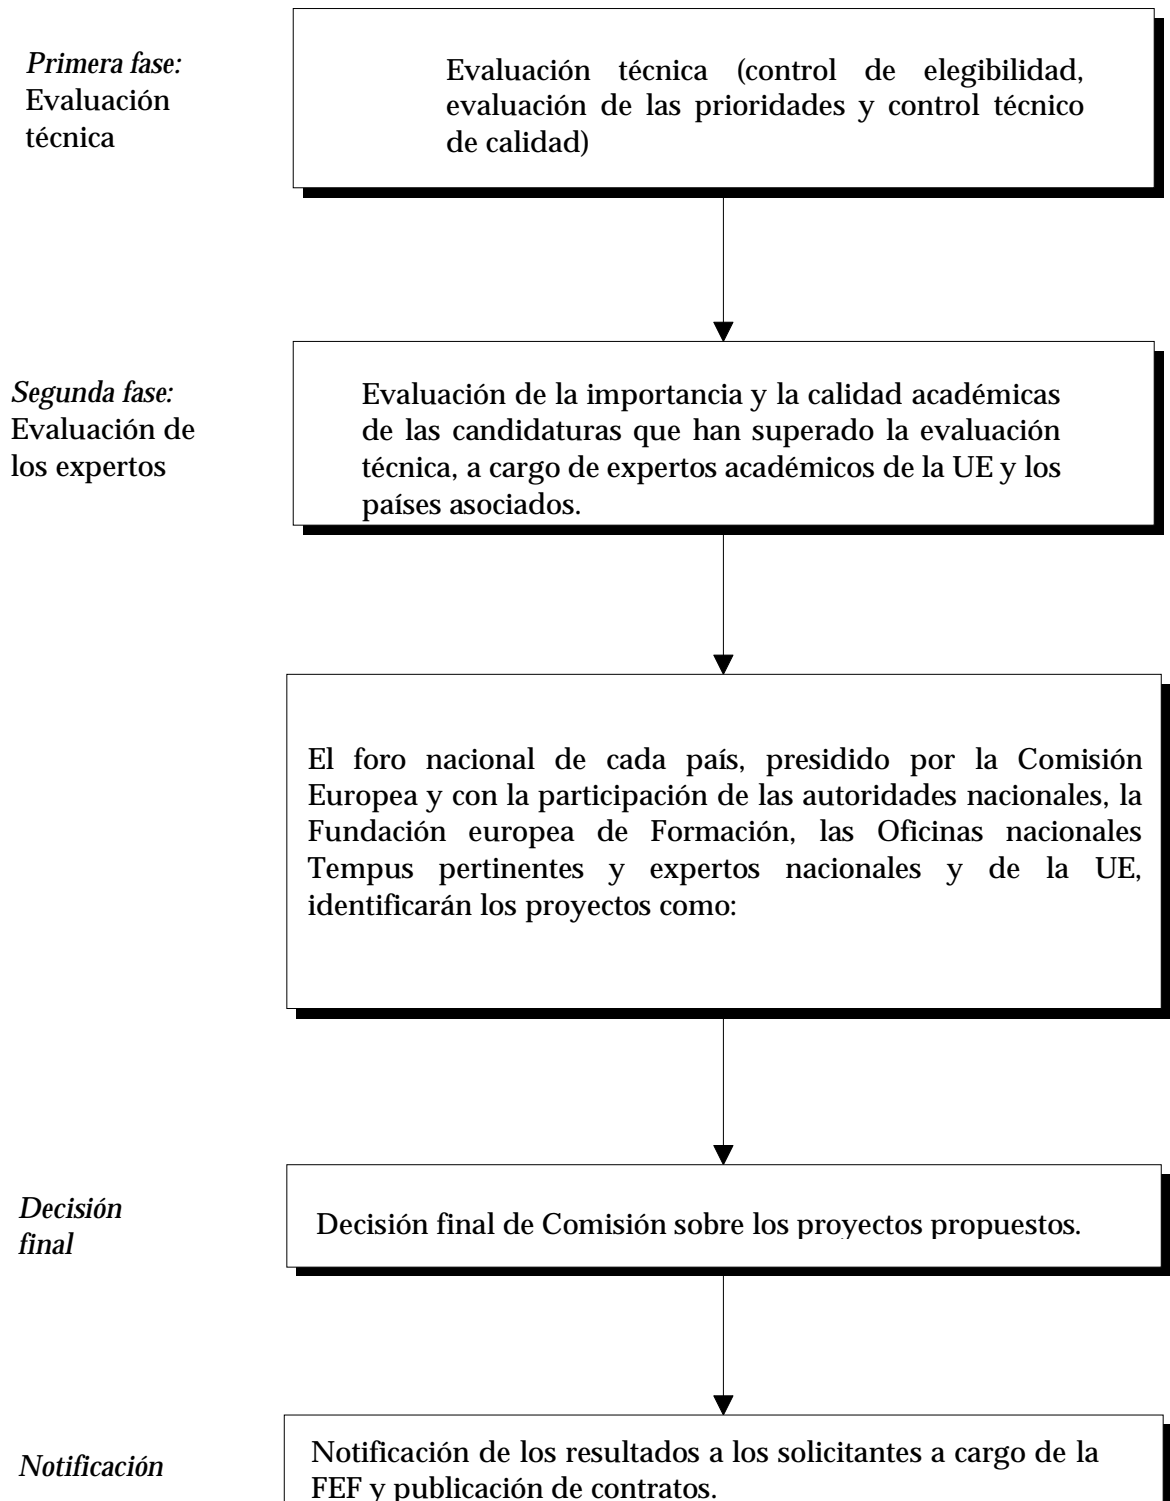 Primera fase:
Evaluación
técnica
Evaluación técnica (control de elegibilidad,
evaluación de las prioridades y control técnico
de calidad)
Segunda fase:
Evaluación de
los expertos
Evaluación de la importancia y la calidad académicas
de las candidaturas que han superado la evaluación
técnica, a cargo de expertos académicos de la UE y los
países asociados.
El foro nacional de cada país, presidido por la Comisión
Europea y con la participación de las autoridades nacionales, la
Fundación europea de Formación, las Oficinas nacionales
Tempus pertinentes y expertos nacionales y de la UE,
identificarán los proyectos como:
Decisión
final
Decisión final de Comisión sobre los proyectos propuestos.
Notificación
Notificación de los resultados a los solicitantes a cargo de la
FEF y publicación de contratos.